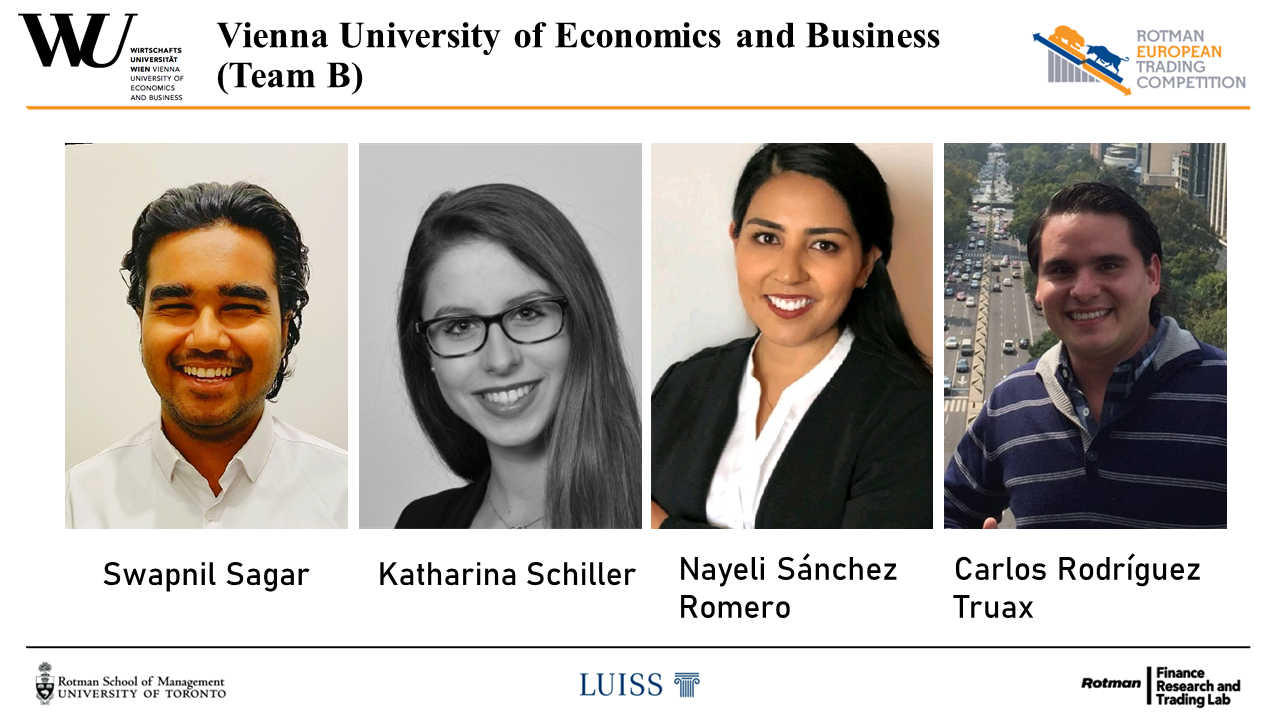 WU
WIRTSCHAFTS
UNIVERSITÄT
WIEN VIENNA
UNIVERSITY OF
ECONOMICS
AND BUSINESS
Vienna University of Economics and Business
(Team B)
ROTMAN
EUROPEAN
TRADING
COMPETITION
Swapnil Sagar
Katharina Schiller
Nayeli Sánchez
Romero
Carlos Rodríguez
Truax
Rotman School of Management
UNIVERSITY OF TORONTO
LUISS
Rotman
Finance
Research and
Trading Lab